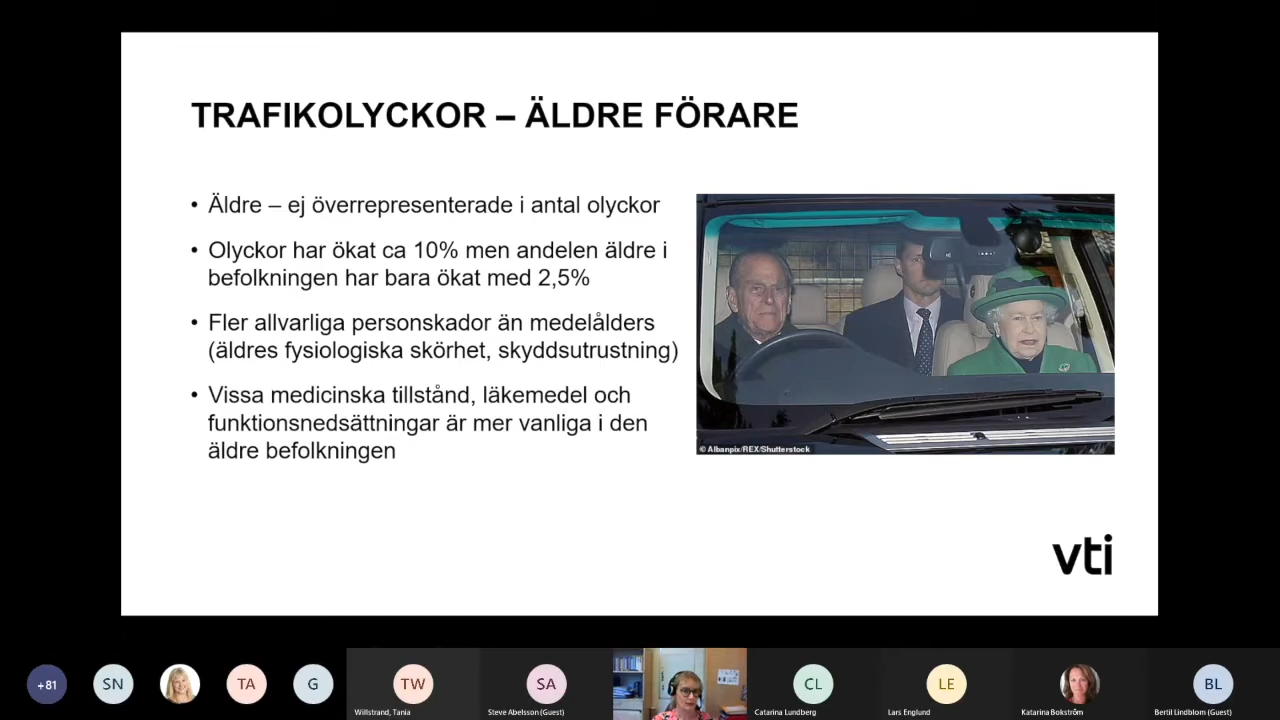 TRAFIKOLYCKOR – ÄLDRE FÖRARE
• Äldre – ej överrepresenterade i antal olyckor
• Olyckor har ökat ca 10% men andelen äldre i
befolkningen har bara ökat med 2,5%
• Fler allvarliga personskador än medelålders
(äldres fysiologiska skörhet, skyddsutrustning)
• Vissa medicinska tillstånd, läkemedel och
funktionsnedsättningar är mer vanliga i den
äldre befolkningen
© Albanpix/REX/Shutterstock
vti
+81
SN
TA
G
TW
SA
CL
LE
BL
Willstrand, Tania
Steve Abelsson (Guest)
Catarina Lundberg
Lars Englund
Katarina Bokström
Bertil Lindblom (Guest)